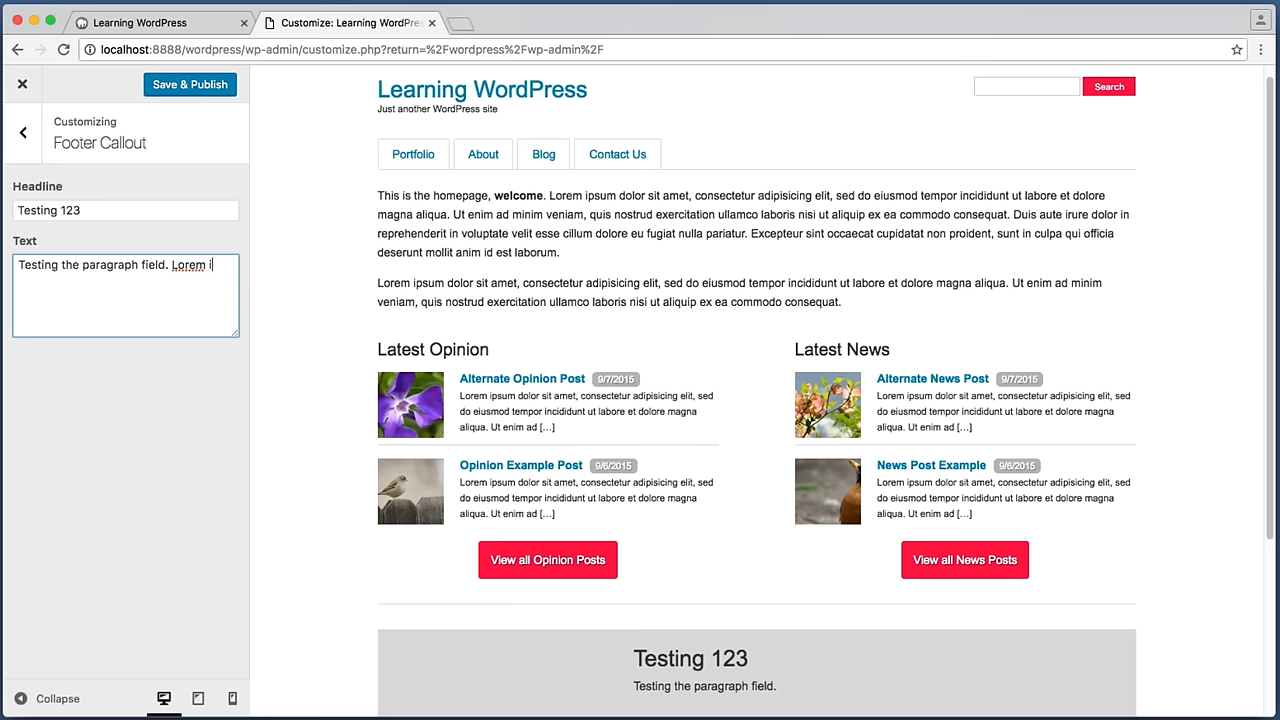 Learning WordPress
Customize: Learning WordPres
localhost:8888/wordpress/wp-admin/customize.php?return=%2Fwordpress%2Fwp-admin%2F
Save & Publish
Customizing
Footer Callout
Headline
Testing 123
Text
Testing the paragraph field. Lorem i
Collapse
Learning WordPress
Just another WordPress site
Search
Portfolio
About
Blog
Contact Us
This is the homepage, welcome. Lorem ipsum dolor sit amet, consectetur adipisicing elit, sed do eiusmod tempor incididunt ut labore et dolore
magna aliqua. Ut enim ad minim veniam, quis nostrud exercitation ullamco laboris nisi ut aliquip ex ea commodo consequat. Duis aute irure dolor in
reprehenderit in voluptate velit esse cillum dolore eu fugiat nulla pariatur. Excepteur sint occaecat cupidatat non proident, sunt in culpa qui officia
deserunt mollit anim id est laborum.
Lorem ipsum dolor sit amet, consectetur adipisicing elit, sed do eiusmod tempor incididunt ut labore et dolore magna aliqua. Ut enim ad minim
veniam, quis nostrud exercitation ullamco laboris nisi ut aliquip ex ea commodo consequat.
Latest Opinion
Alternate Opinion Post 9/7/2015
Lorem ipsum dolor sit amet, consectetur adipisicing elit, sed
do eiusmod tempor incididunt ut labore et dolore magna
aliqua. Ut enim ad […]
Opinion Example Post 9/6/2015
Lorem ipsum dolor sit amet, consectetur adipisicing elit, sed
do eiusmod tempor incididunt ut labore et dolore magna
aliqua. Ut enim ad […]
View all Opinion Posts
Latest News
Alternate News Post 9/7/2015
Lorem ipsum dolor sit amet, consectetur adipisicing elit, sed
do eiusmod tempor incididunt ut labore et dolore magna
aliqua. Ut enim ad […]
News Post Example 9/6/2015
Lorem ipsum dolor sit amet, consectetur adipisicing elit, sed
do eiusmod tempor incididunt ut labore et dolore magna
aliqua. Ut enim ad […]
View all News Posts
Testing 123
Testing the paragraph field.